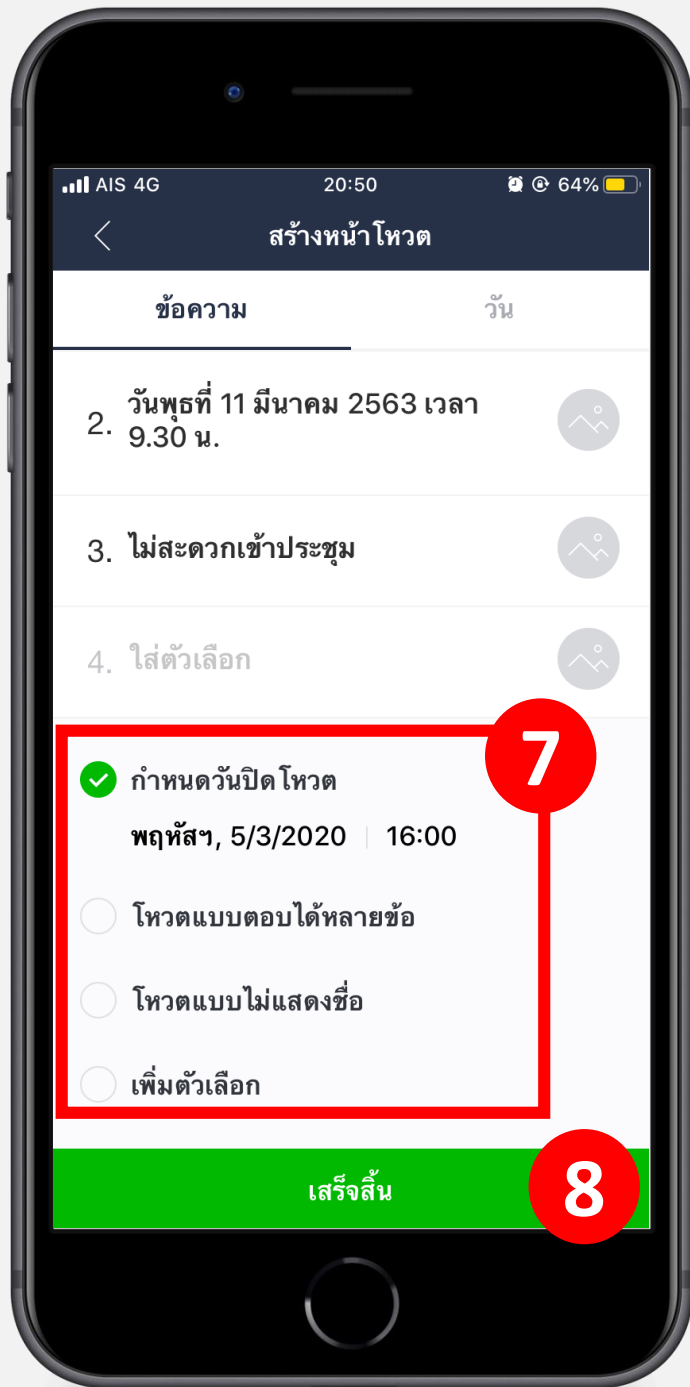 AIS 4G 20:50 64%
สร้างหน้าโหวต
ข้อความ วัน
2. วันพุธที่ 11 มีนาคม 2563 เวลา
9.30 น.
3. ไม่สะดวกเข้าประชุม
4. ใส่ตัวเลือก
7
กำหนดวันปิดโหวต
พฤหัสฯ, 5/3/2020 16:00
โหวตแบบตอบได้หลายข้อ
โหวตแบบไม่แสดงชื่อ
เพิ่มตัวเลือก
เสร็จสิ้น 8